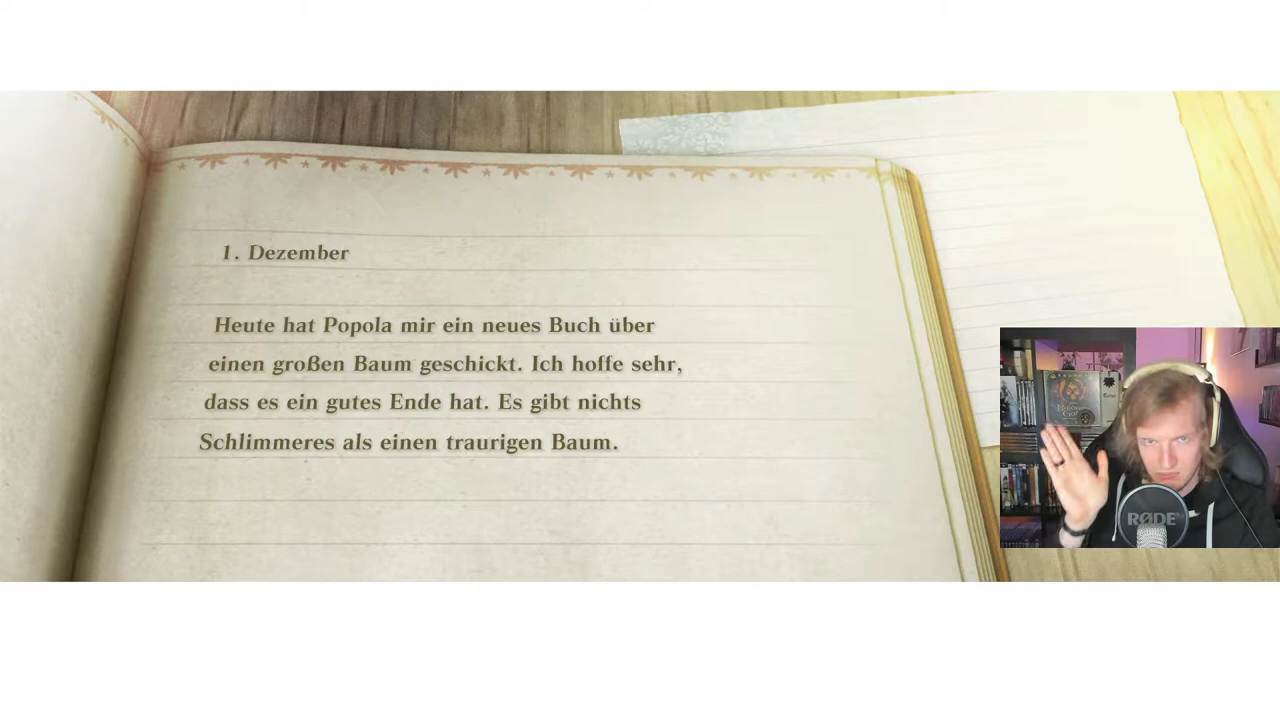 1. Dezember
Heute hat Popola mir ein neues Buch über
einen großen Baum geschickt. Ich hoffe sehr,
dass es ein gutes Ende hat. Es gibt nichts
Schlimmeres als einen traurigen Baum.
RØDE